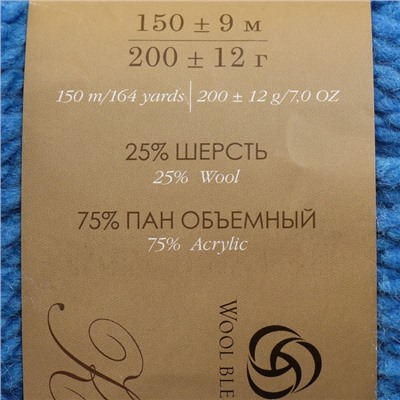 150 ± 9 м
200 ± 12 г
150 m/164 yards 200 ± 12 g/7,0 OZ
25% ШЕРСТЬ
25% Wool
75% ПАН ОБЪЕМНЫЙ
75% Acrylic
WOOL BLE